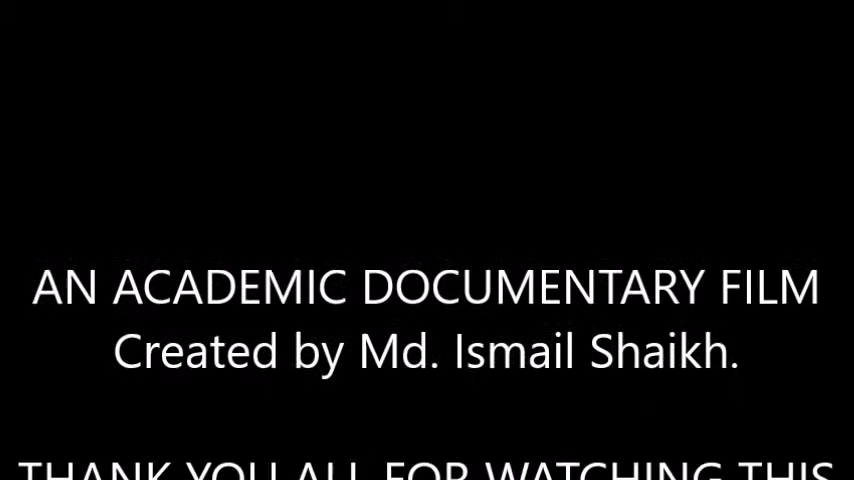 AN ACADEMIC DOCUMENTARY FILM
Created by Md. Ismail Shaikh.
THANK YOU ALL FOR WATCHING THIS